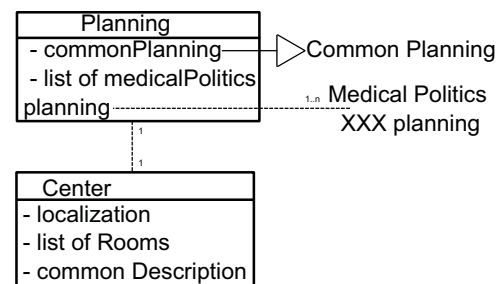 Planning
- commonPlanning
Common Planning
- list of medicalPolitics
planning
1..n Medical Politics
XXX planning
1
1
Center
- localization
- list of Rooms
- common Description